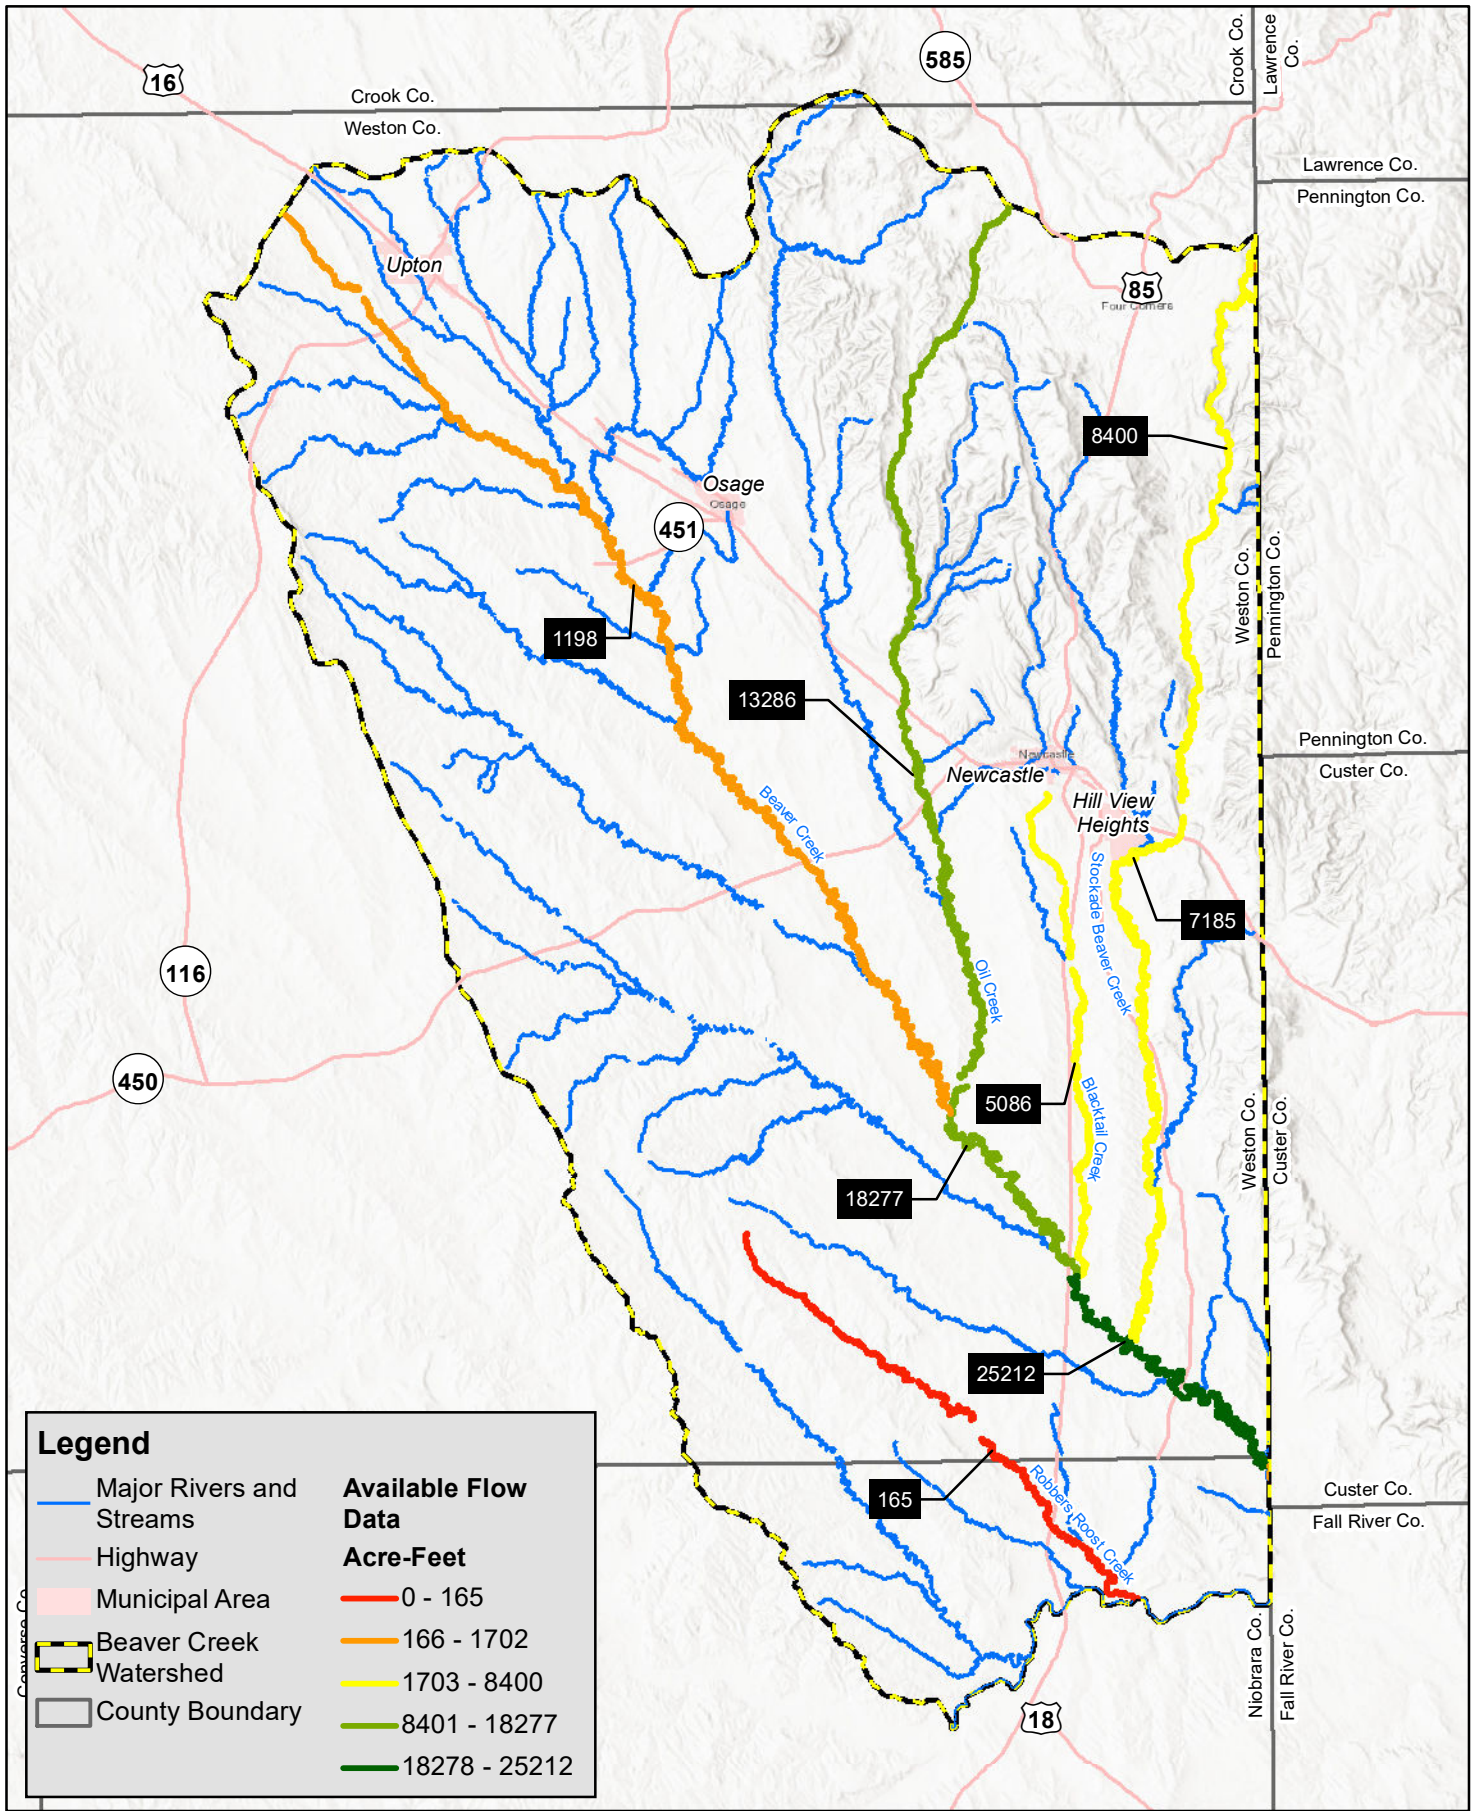 585
Crook Co.
Lawrence
Co.
16
Crook Co.
Weston Co.
Lawrence Co.
Pennington Co.
Upton
85
Four Corners
8400
Osage
Osage
451
Weston Co.
Pennington Co.
1198
13286
Newcastle
Newcastle
Pennington Co.
Custer Co.
Hill View
Heights
Beaver Creek
Stockade Beaver Creek
7185
116
Oil Creek
450
5086
Blacktail Creek
Weston Co.
Custer Co.
18277
25212
165
Robbers Roost Creek
Custer Co.
Fall River Co.
Niobrara Co.
Fall River Co.
18
Converse Co.
Legend
Major Rivers and
Streams
Highway
Municipal Area
Beaver Creek
Watershed
County Boundary
Available Flow
Data
Acre-Feet
0 - 165
166 - 1702
1703 - 8400
8401 - 18277
18278 - 25212